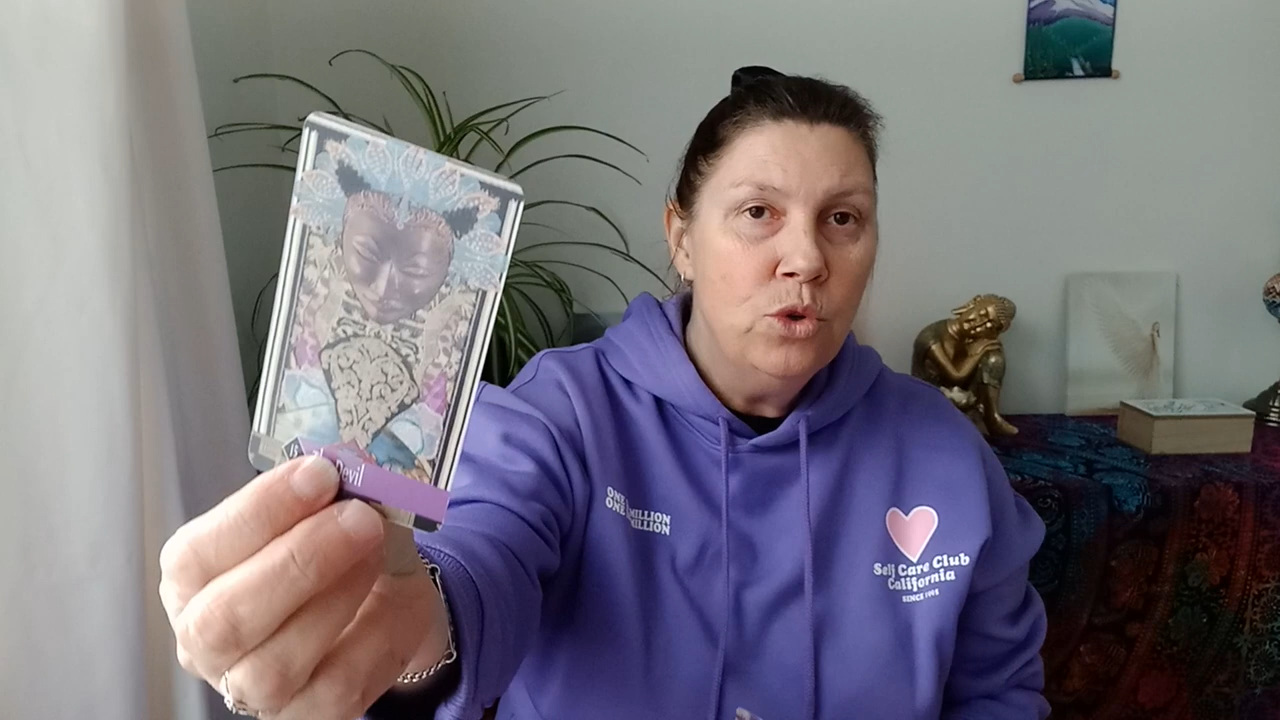 Devil
ONE MILLION
ONE MILLION
Self Care Club
California
SINCE 1998